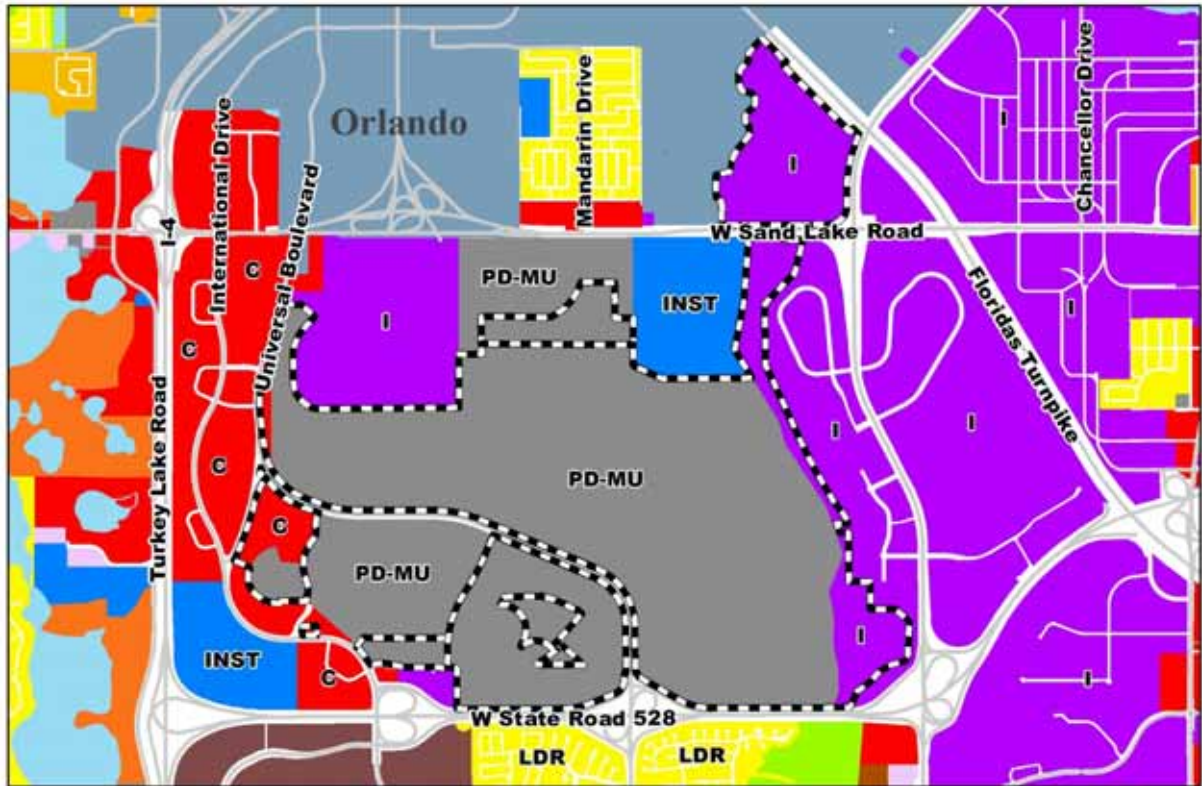 Orlando
Mandarin Drive
Chancellor Drive
International Drive
Universal Boulevard
I-4
I
I
W Sand Lake Road
C
PD-MU
INST
I
I
Floridas Turnpike
C
I
I
C
PD-MU
Turkey Lake Road
C
PD-MU
I
INST
C
I
W State Road 528
LDR
LDR